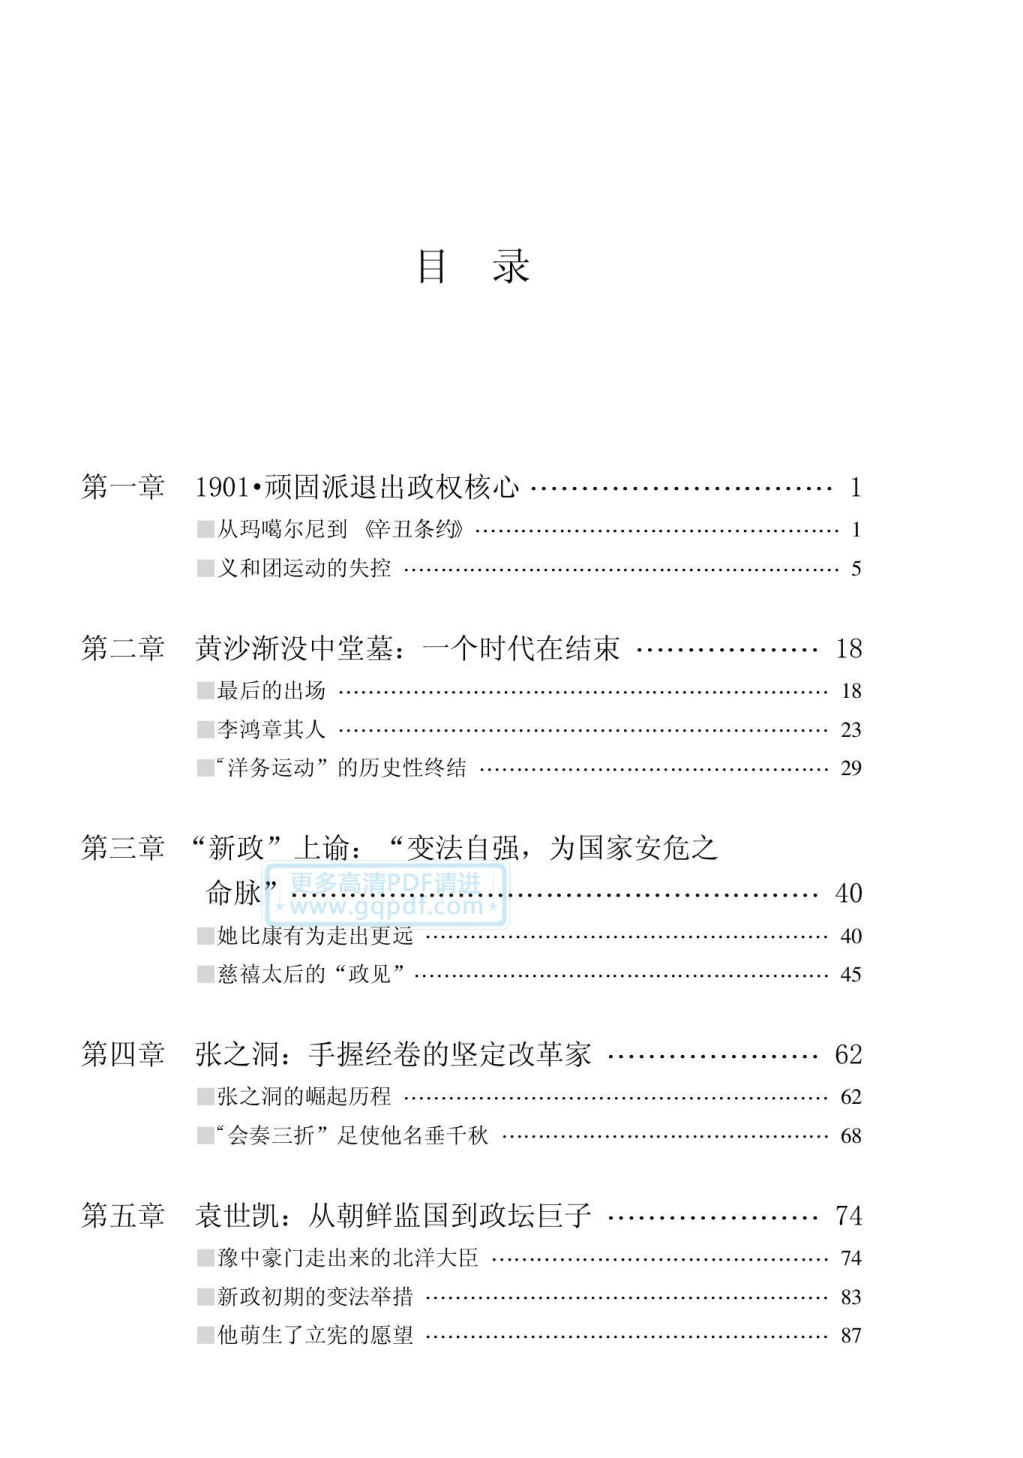 目 录
第一章 1901·顽固派退出政权核心 ………………………… 1
■从玛噶尔尼到《辛丑条约》 ………………………… 1
■义和团运动的失控 ………………………… 5
第二章 黄沙渐没中堂墓：一个时代在结束 ……………… 18
■最后的出场 ………………………… 18
■李鸿章其人 ………………………… 23
■“洋务运动”的历史性终结 ………………………… 29
第三章 “新政”上谕：“变法自强，为国家安危之
命脉” ………………………… 40
更多高清PDF请进
★www.gqpdf.com★
■她比康有为走出更远 ………………………… 40
■慈禧太后的“政见” ………………………… 45
第四章 张之洞：手握经卷的坚定改革家 ………………… 62
■张之洞的崛起历程 ………………………… 62
■“会奏三折”足使他名垂千秋 ………………………… 68
第五章 袁世凯：从朝鲜监国到政坛巨子 ………………… 74
■豫中豪门走出来的北洋大臣 ………………………… 74
■新政初期的变法举措 ………………………… 83
■他萌生了立宪的愿望 ………………………… 87